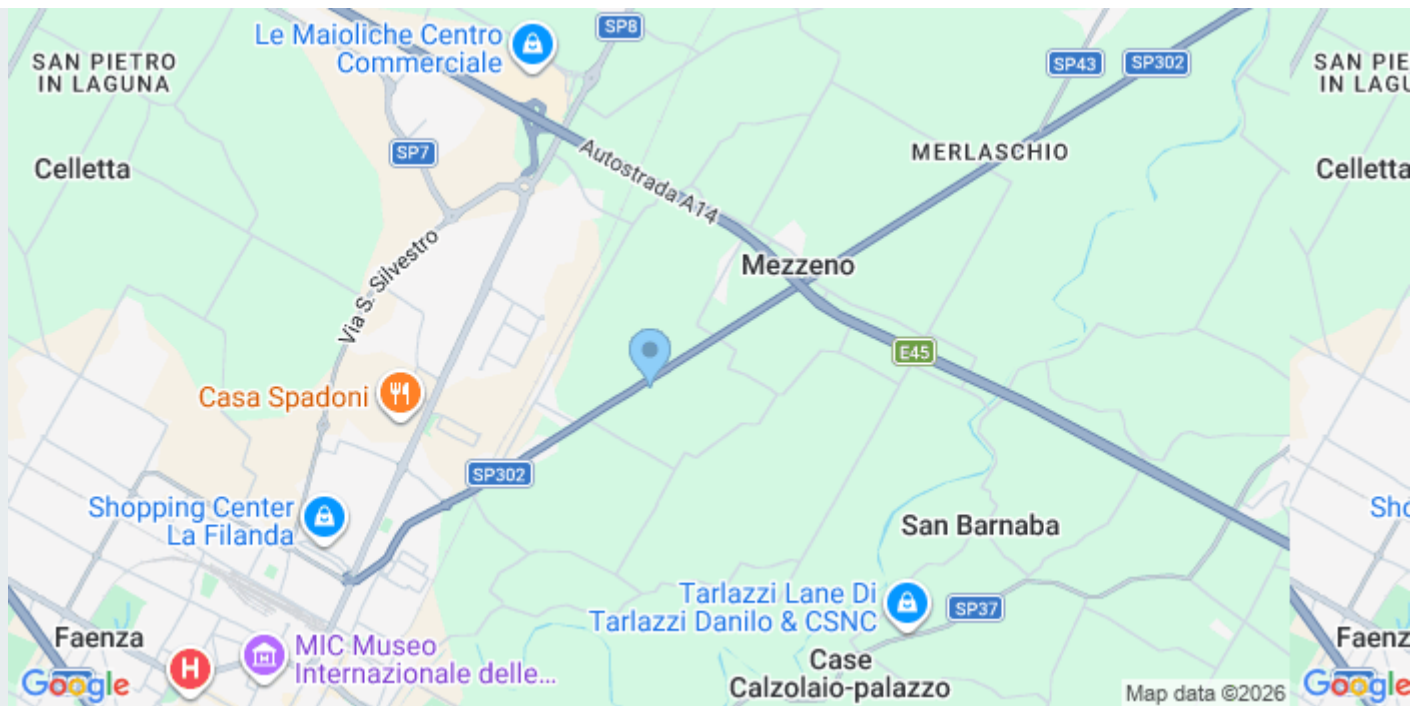 Le Maioliche Centro
Commerciale
SP8
SAN PIETRO
IN LAGUNA
SP43
SP302
SAN PIE
IN LAGU
SP7
Autostrada A14
MERLASCHIO
Celletta
Celletta
Via S. Silvestro
Mezzeno
E45
Casa Spadoni
SP302
Shopping Center
La Filanda
Sho
San Barnaba
Tarlazzi Lane Di
Tarlazzi Danilo & CSNC
SP37
Faenza
H
MIC Museo
Internazionale delle...
Case
Calzolaio-palazzo
Faenz
Google
Map data ©2026
Google